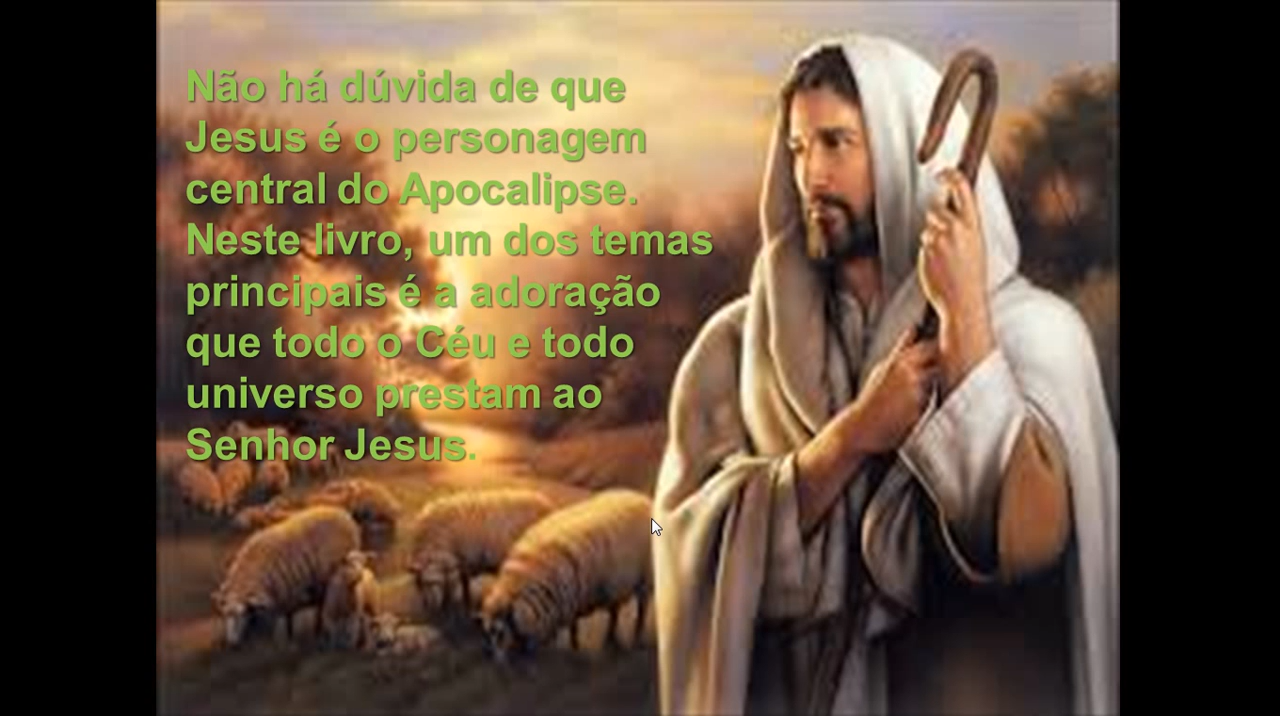 Não há dúvida de que
Jesus é o personagem
central do Apocalipse.
Neste livro, um dos temas
principais é a adoração
que todo o Céu e todo
universo prestam ao
Senhor Jesus.